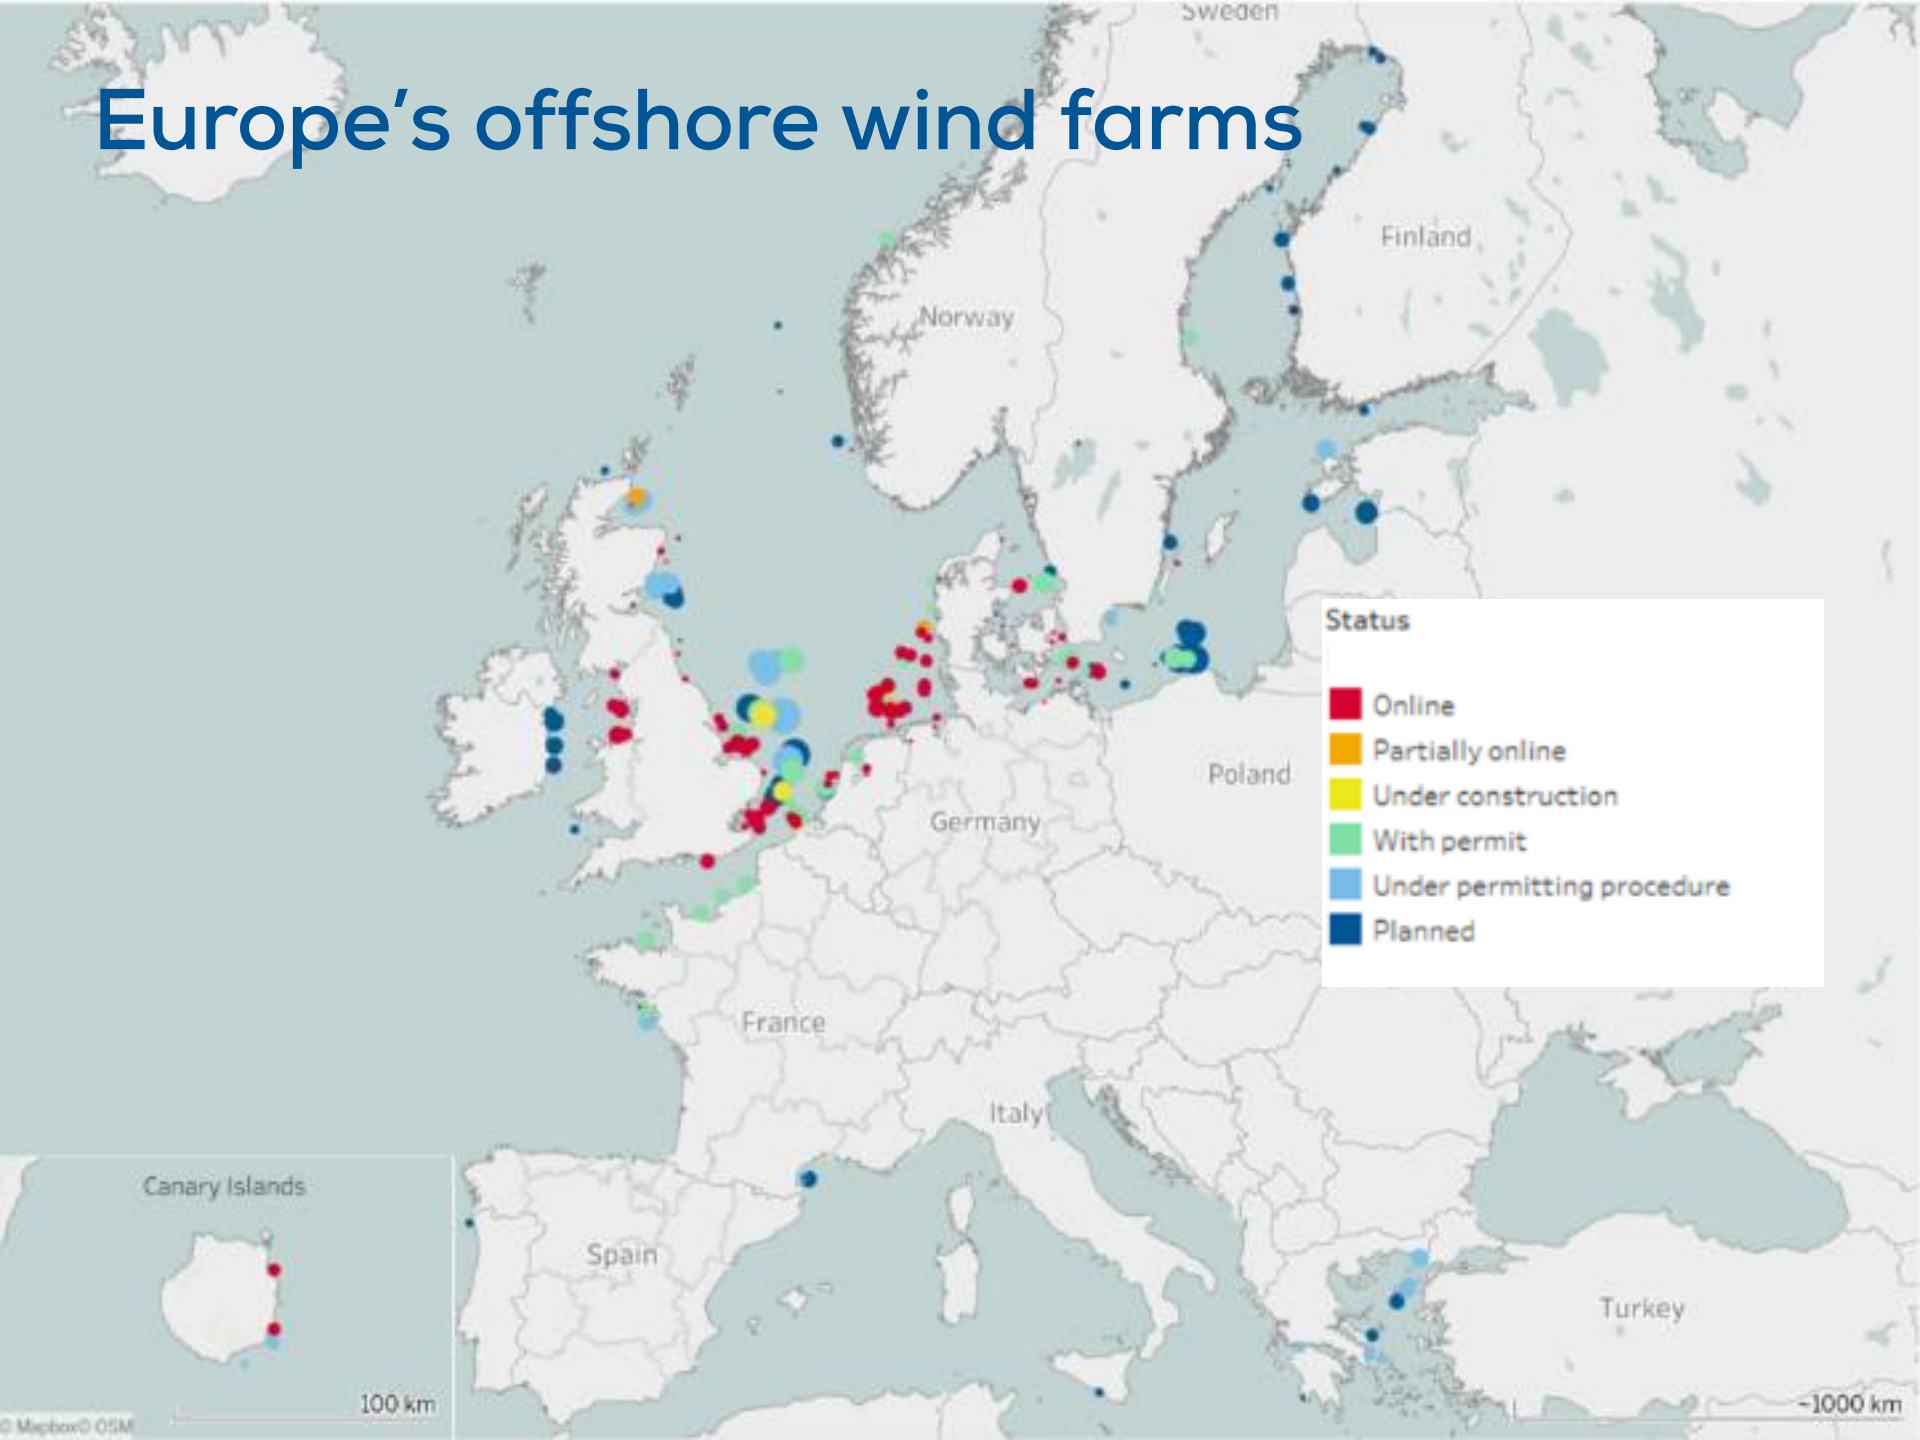 Sweden
Europe's offshore wind farms
Finland
Norway
Status
Online
Partially online
Under construction
With permit
Under permitting procedure
Planned
Poland
Germany
France
Italy
Canary Islands
Spain
Turkey
100 km
~1000 km
© Mapbox © OSM